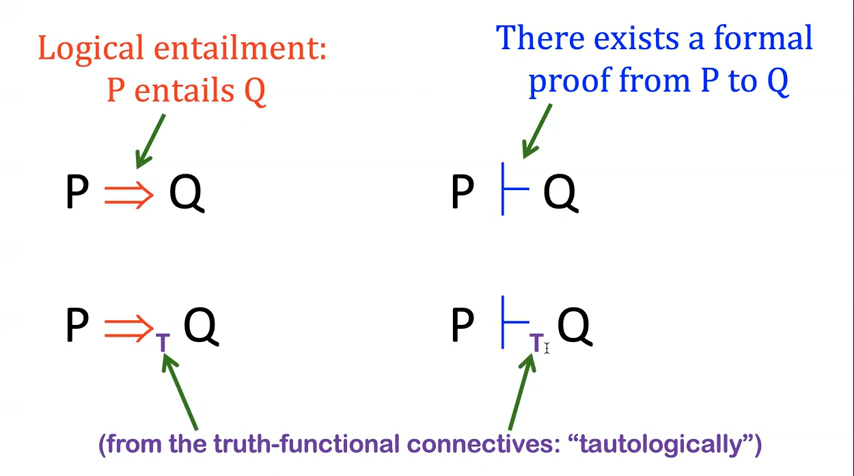 Logical entailment:
P entails Q
There exists a formal
proof from P to Q
P ⇒ Q
P ⊢ Q
P ⇒T Q
P ⊢T Q
(from the truth-functional connectives: “tautologically”)